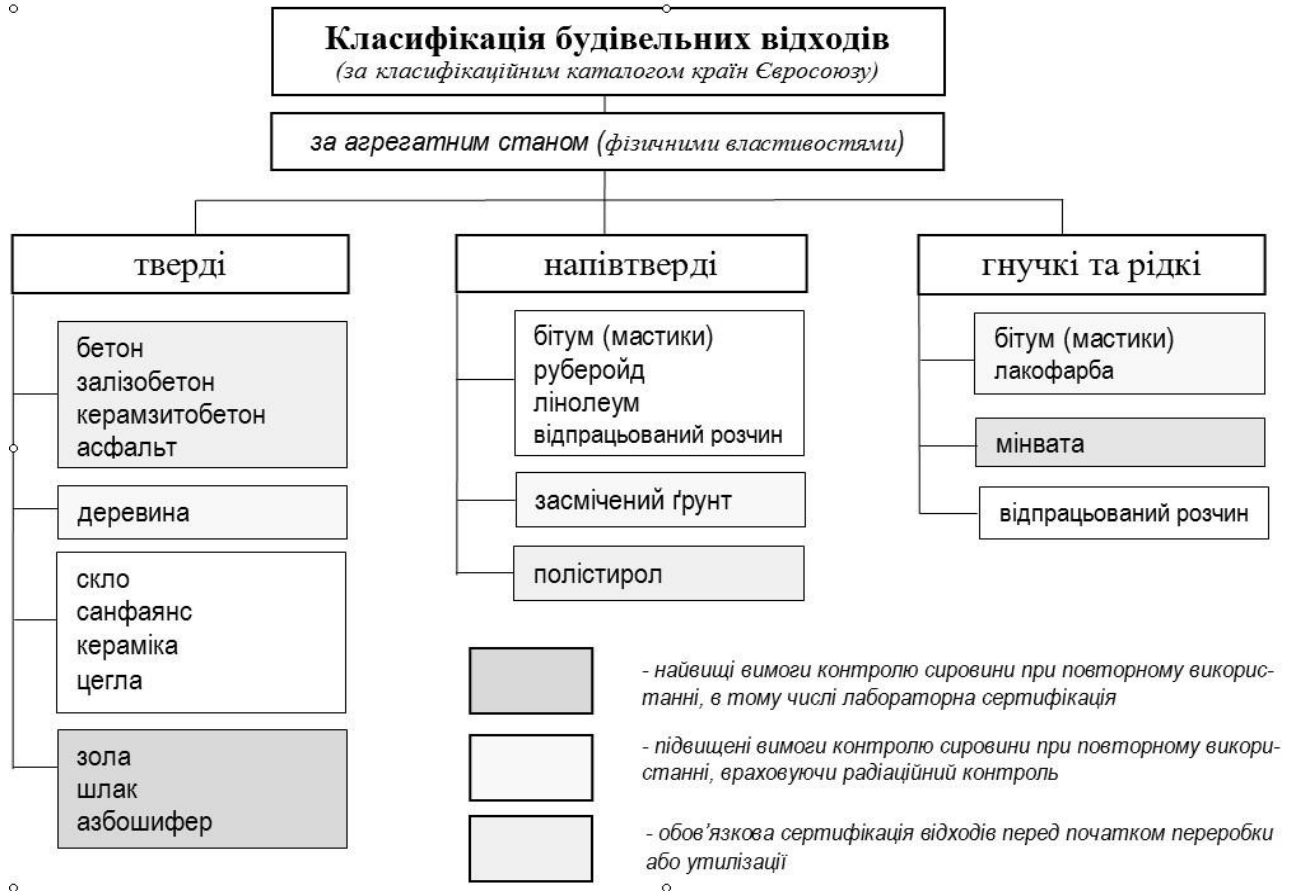 Класифікація будівельних відходів
(за класифікаційним каталогом країн Євросоюзу)
за агрегатним станом (фізичними властивостями)
тверді
бетон
залізобетон
керамзитобетон
асфальт
деревина
скло
санфаянс
кераміка
цегла
зола
шлак
азбошифер
напівтверді
бітум (мастики)
руберойд
лінолеум
відпрацьований розчин
засмічений ґрунт
полістирол
гнучкі та рідкі
бітум (мастики)
лакофарба
мінвата
відпрацьований розчин
- найвищі вимоги контролю сировини при повторному викорис-
танні, в тому числі лабораторна сертифікація
- підвищені вимоги контролю сировини при повторному викори-
станні, враховуючи радіаційний контроль
- обов’язкова сертифікація відходів перед початком переробки
або утилізації